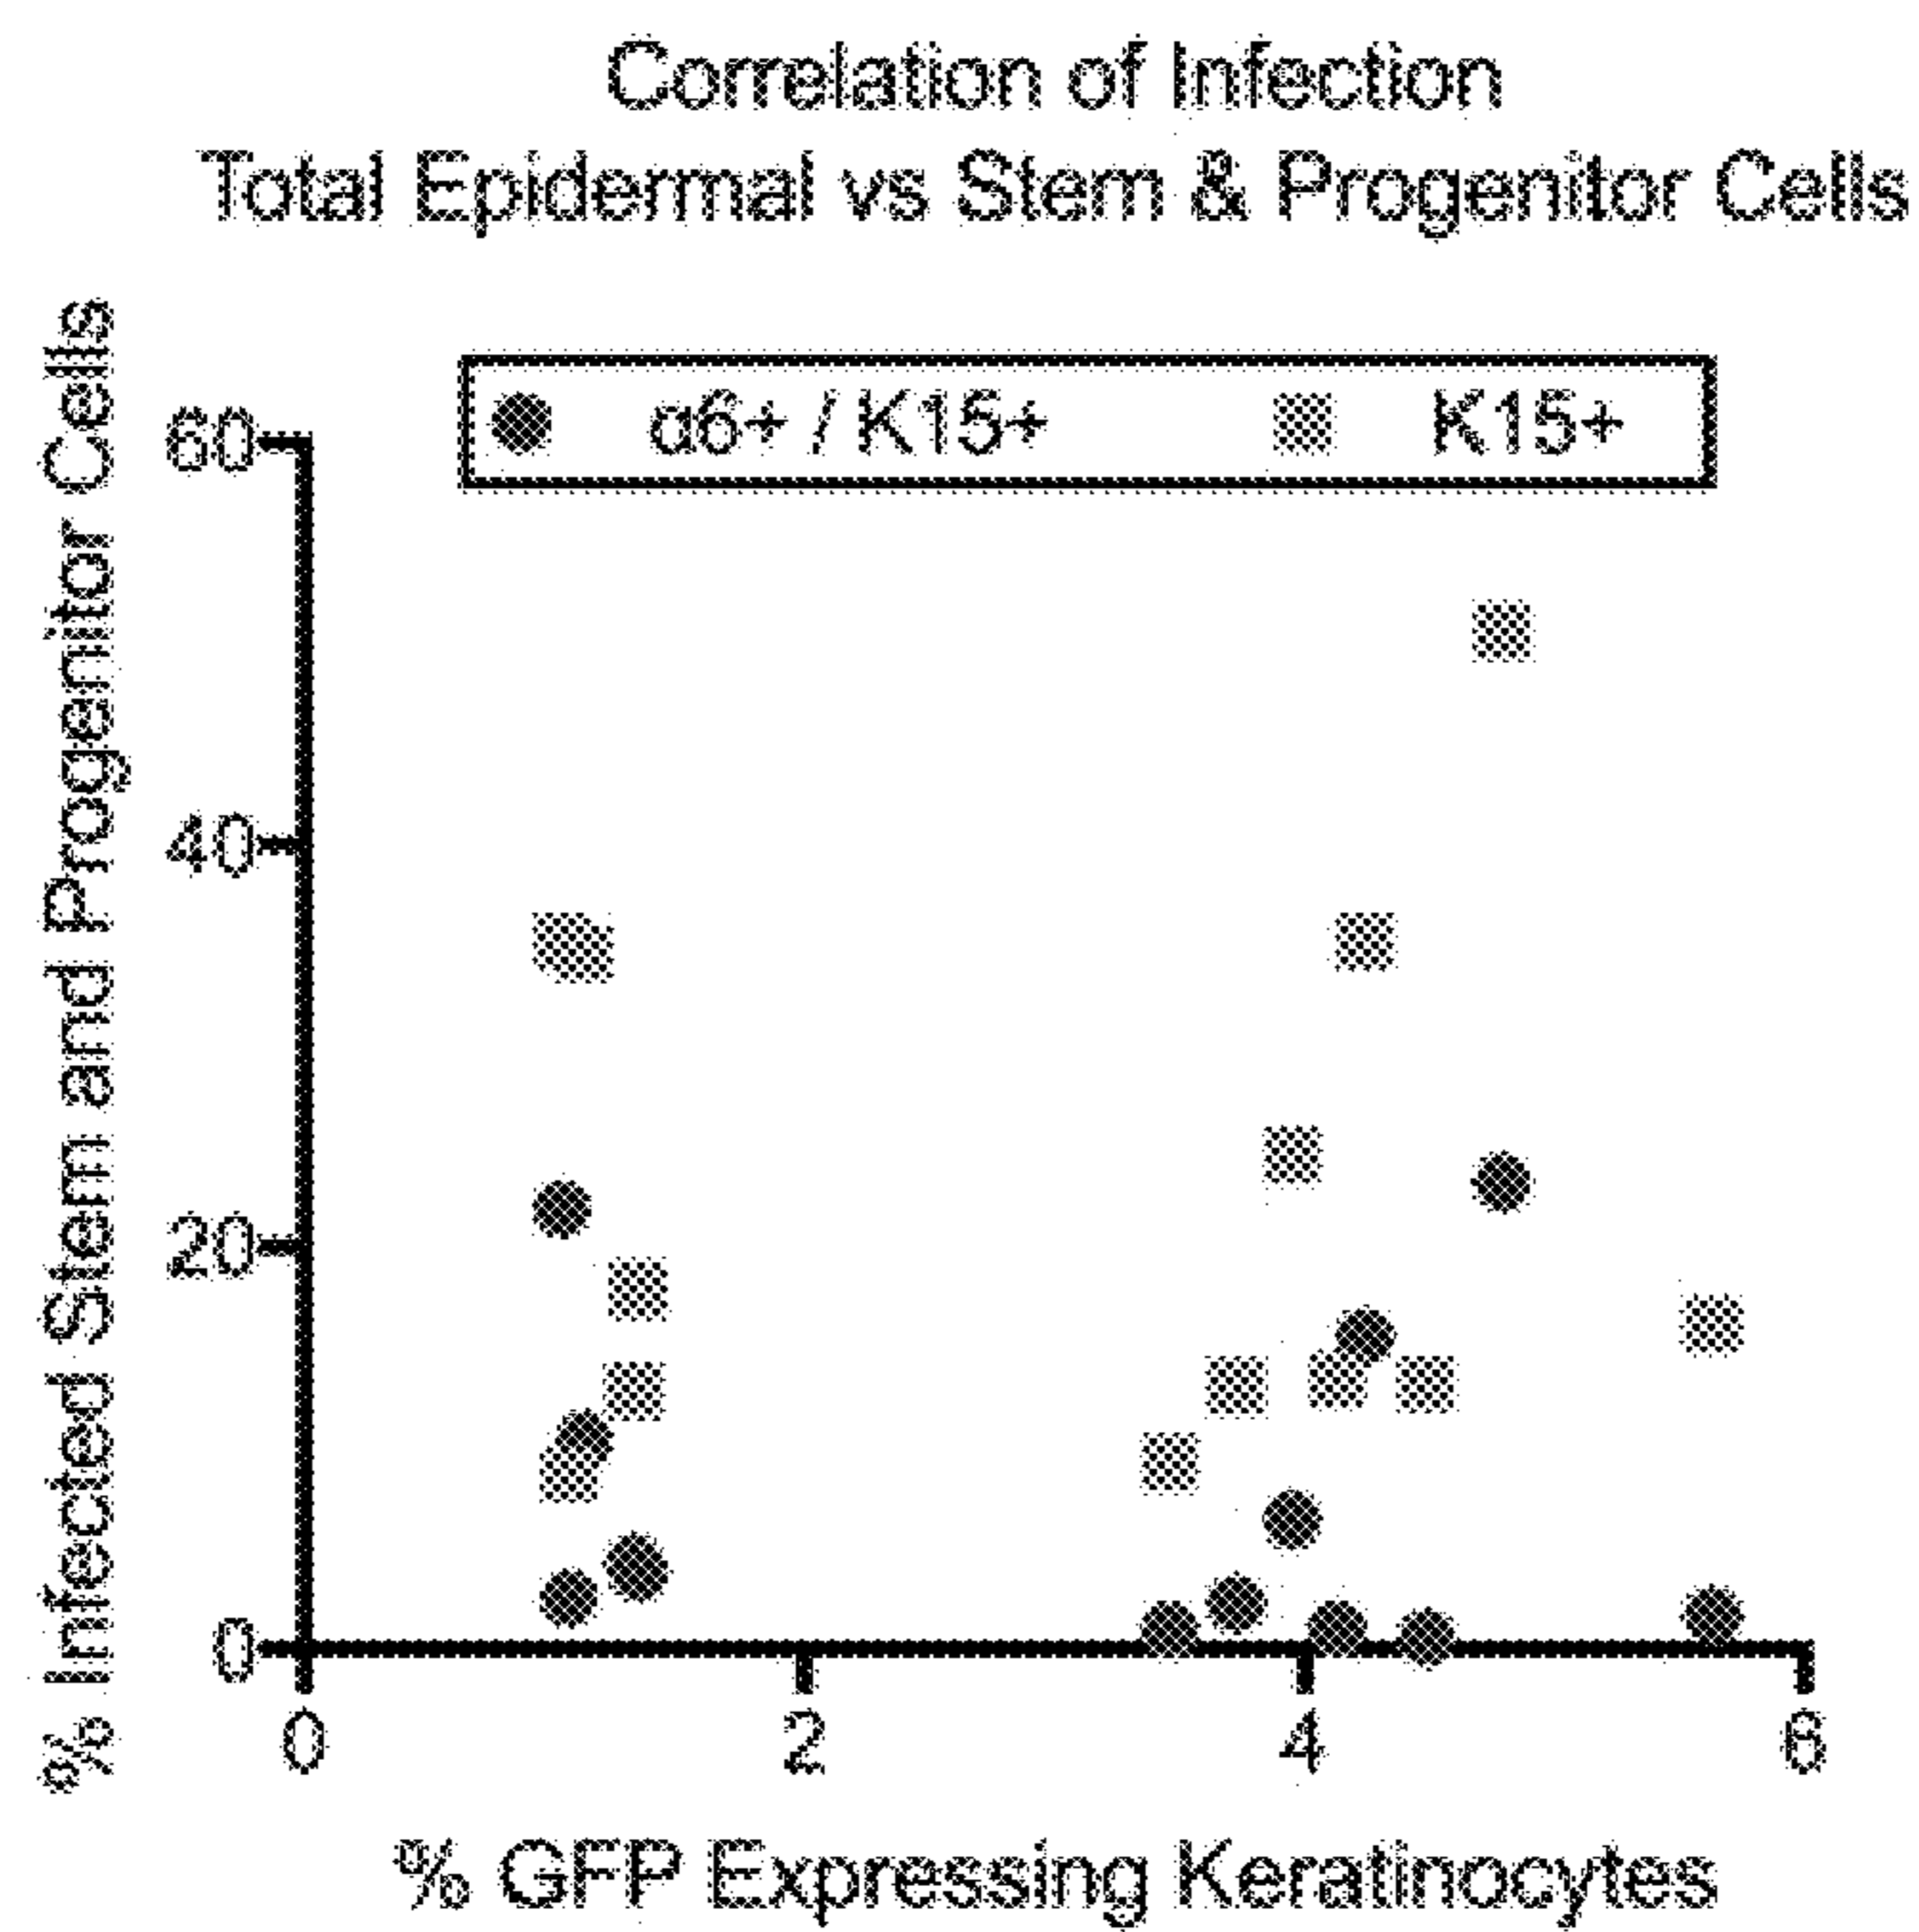 Correlation of Infection
Total Epidermal vs Stem & Progenitor Cells
α6+ / K15+ K15+
% Infected Stem and Progenitor Cells
60
40
20
0
0 2 4 6
% GFP Expressing Keratinocytes